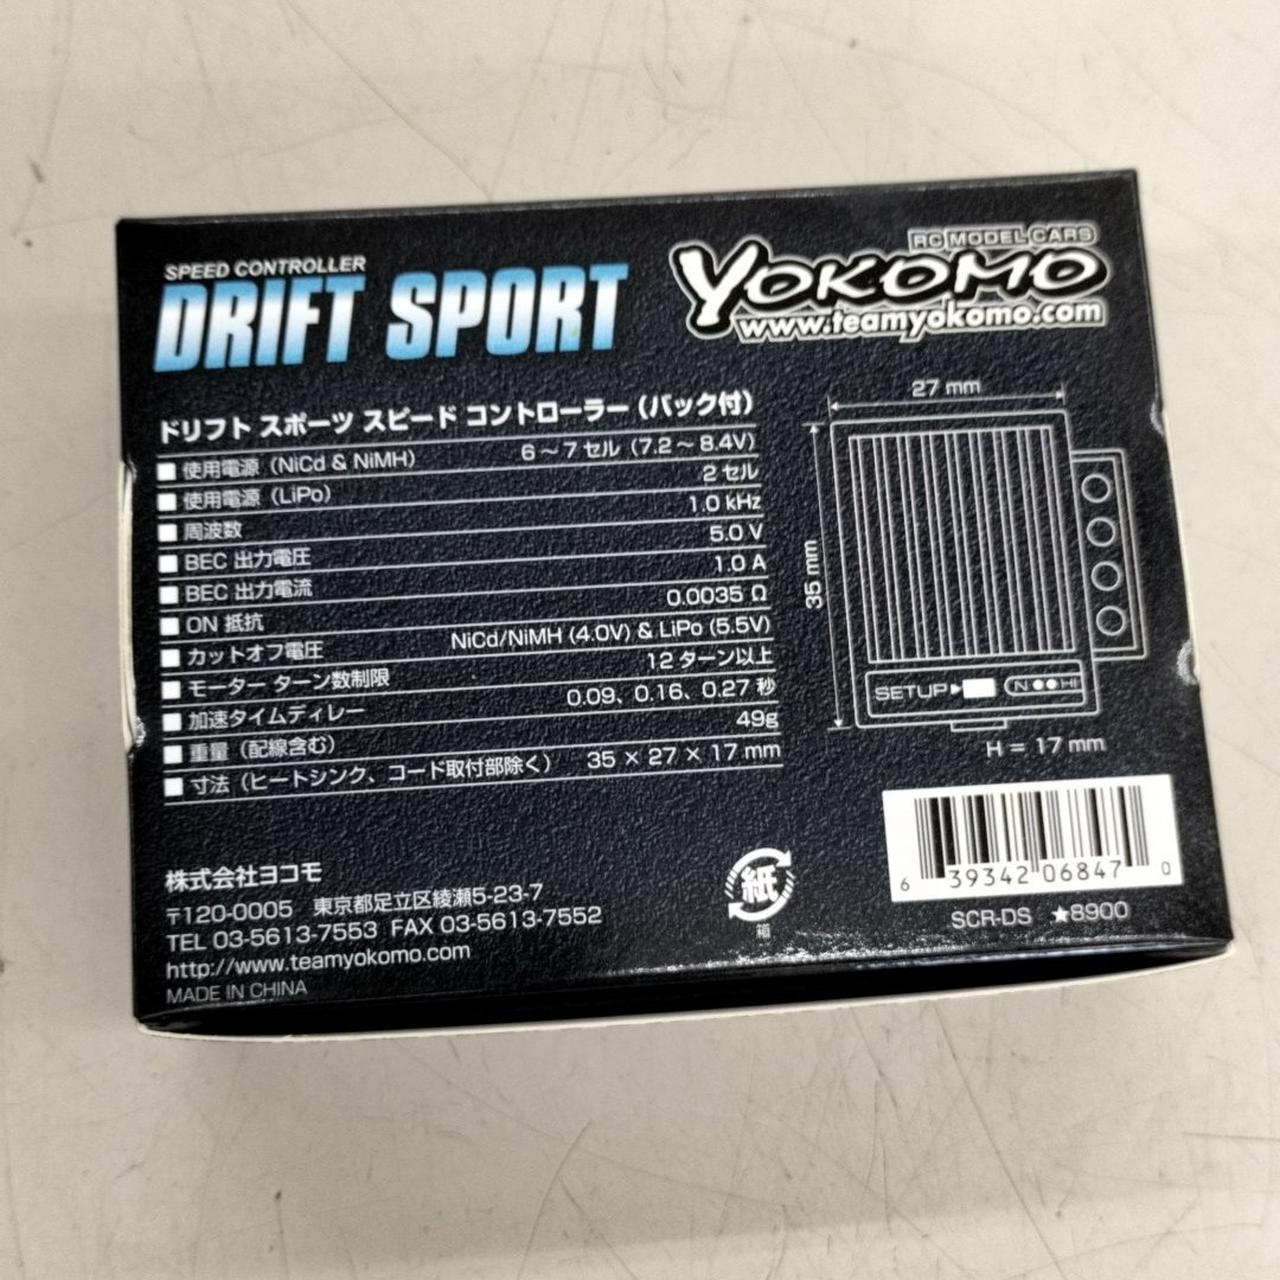 SPEED CONTROLLER
DRIFT SPORT
RC MODEL CARS
YOKOMO
www.teamyokomo.com
ドリフト スポーツ スピード コントローラー（バック付）
■ 使用電源（NiCd & NiMH） 6～7 セル（7.2～8.4V）
■ 使用電源（LiPo） 2 セル
■ 周波数 1.0 kHz
■ BEC 出力電圧 5.0 V
■ BEC 出力電流 1.0 A
■ ON 抵抗 0.0035 Ω
■ カットオフ電圧 NiCd/NiMH (4.0V) & LiPo (5.5V)
■ モーター ターン数制限 12 ターン以上
■ 加速タイムディレー 0.09、0.16、0.27 秒
■ 重量（配線含む） 49g
■ 寸法（ヒートシンク、コード取付部除く） 35 × 27 × 17 mm
27 mm
35 mm
SETUP N HI
H = 17 mm
株式会社ヨコモ
〒120-0005 東京都足立区綾瀬5-23-7
TEL 03-5613-7553 FAX 03-5613-7552
http://www.teamyokomo.com
MADE IN CHINA
紙
箱
6 39342 06847 0
SCR-DS ★8900